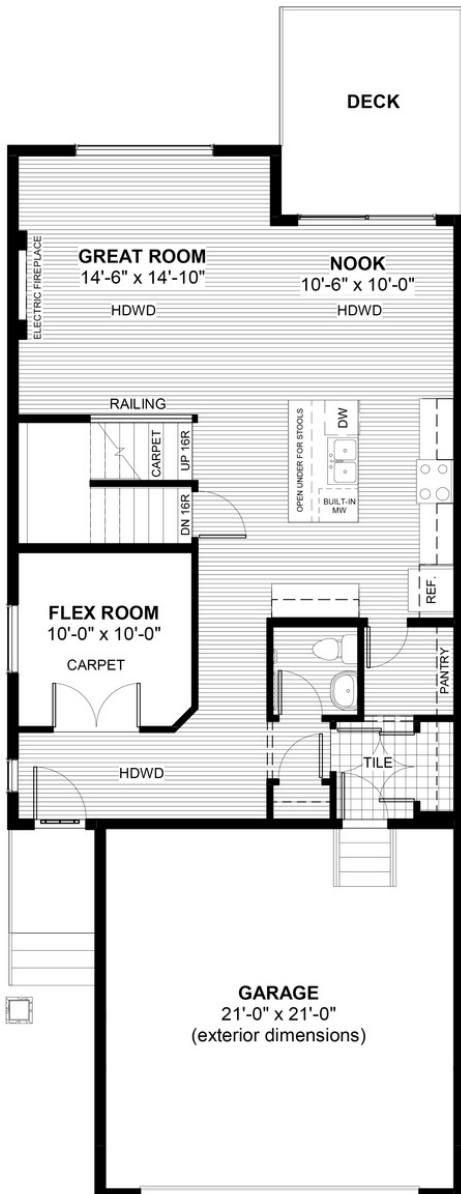 DECK
GREAT ROOM
14'-6" x 14'-10"
HDWD
NOOK
10'-6" x 10'-0"
HDWD
ELECTRIC FIREPLACE
RAILING
CARPET
UP 16R
DN 16R
OPEN UNDER FOR STOOLS
DW
BUILT-IN
MW
REF.
FLEX ROOM
10'-0" x 10'-0"
CARPET
PANTRY
TILE
HDWD
GARAGE
21'-0" x 21'-0"
(exterior dimensions)